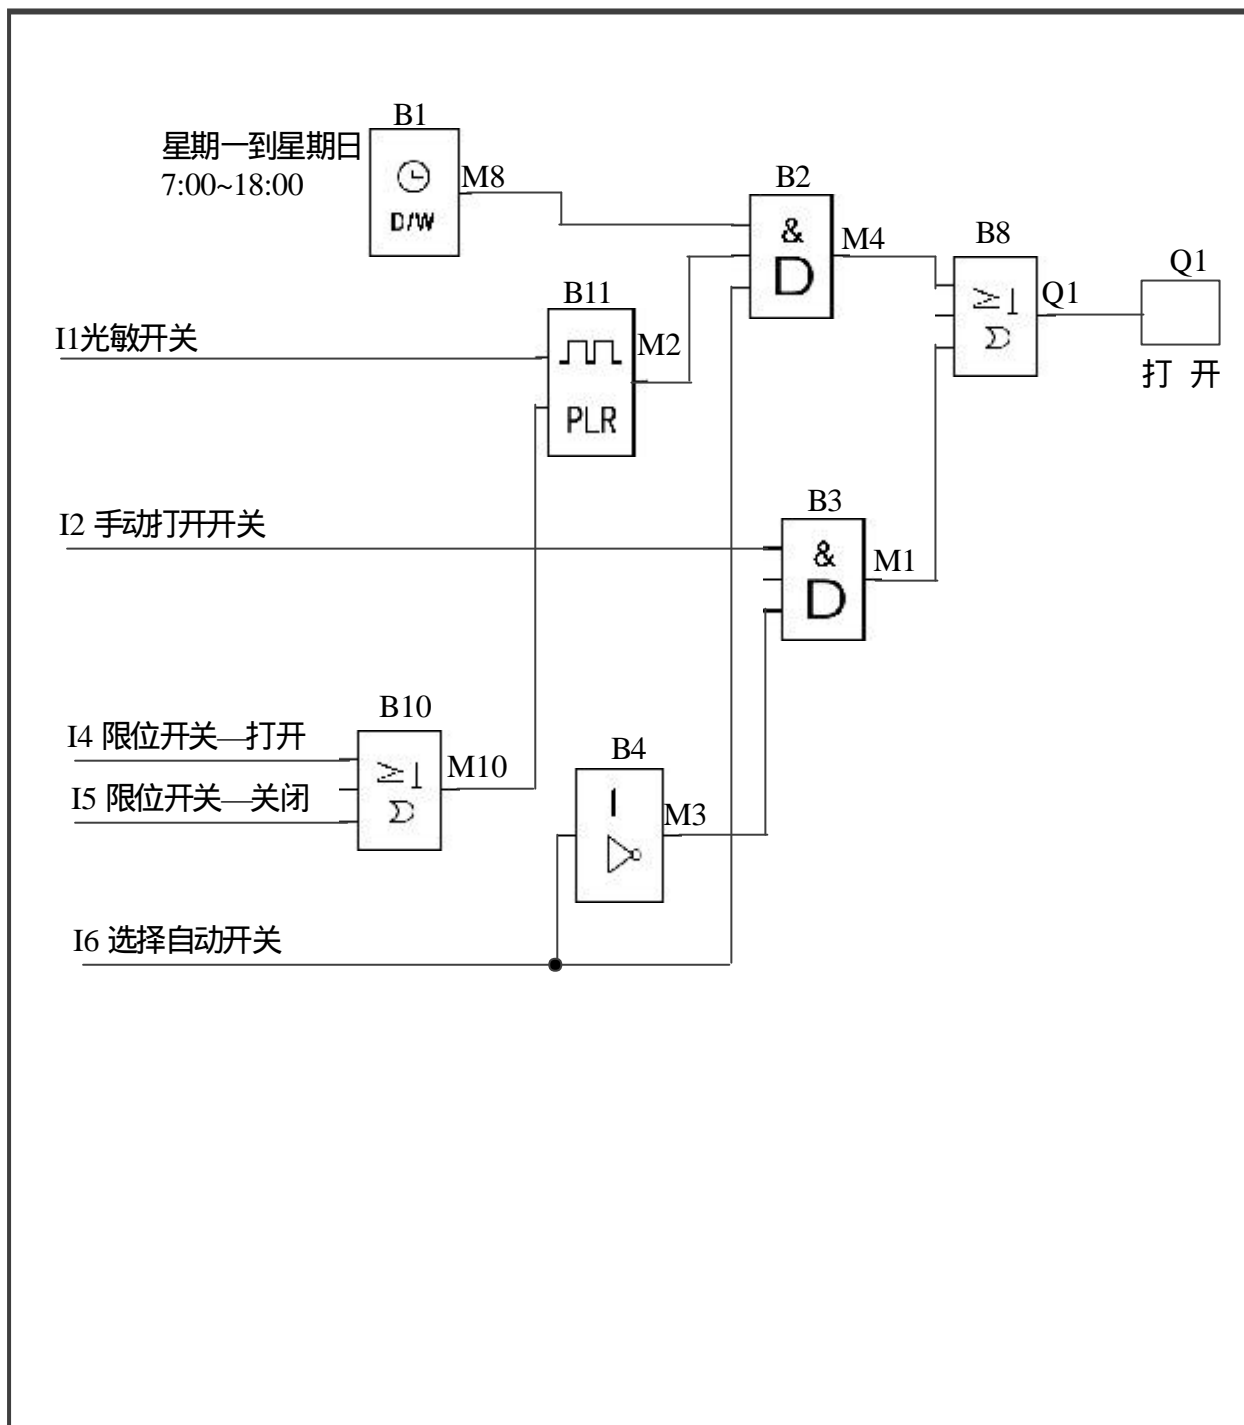 B1
星期一到星期日
7:00~18:00
D/W
M8
B2
&
D
M4
B8
≥1
Q1
Q1
打 开
B11
I1光敏开关
PLR
M2
I2 手动打开开关
B3
&
D
M1
B10
I4 限位开关—打开
I5 限位开关—关闭
≥1
M10
B4
1
M3
I6 选择自动开关